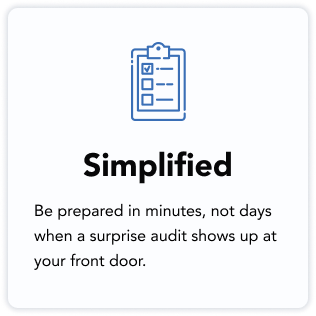 Simplified
Be prepared in minutes, not days
when a surprise audit shows up at
your front door.